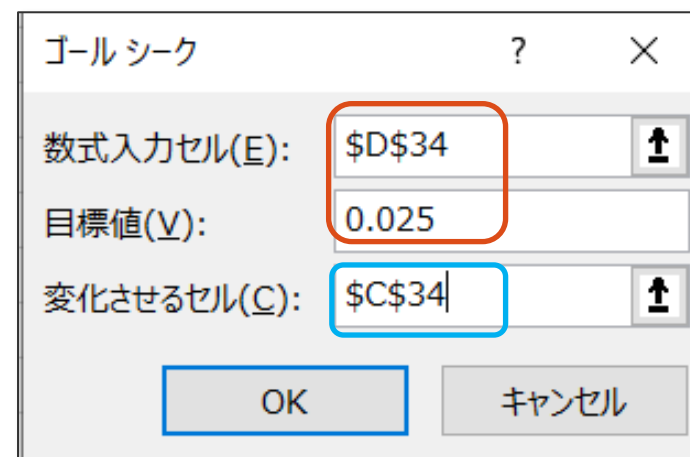 ゴール シーク ? ×
数式入力セル(E): $D$34
目標値(V): 0.025
変化させるセル(C): $C$34
OK キャンセル